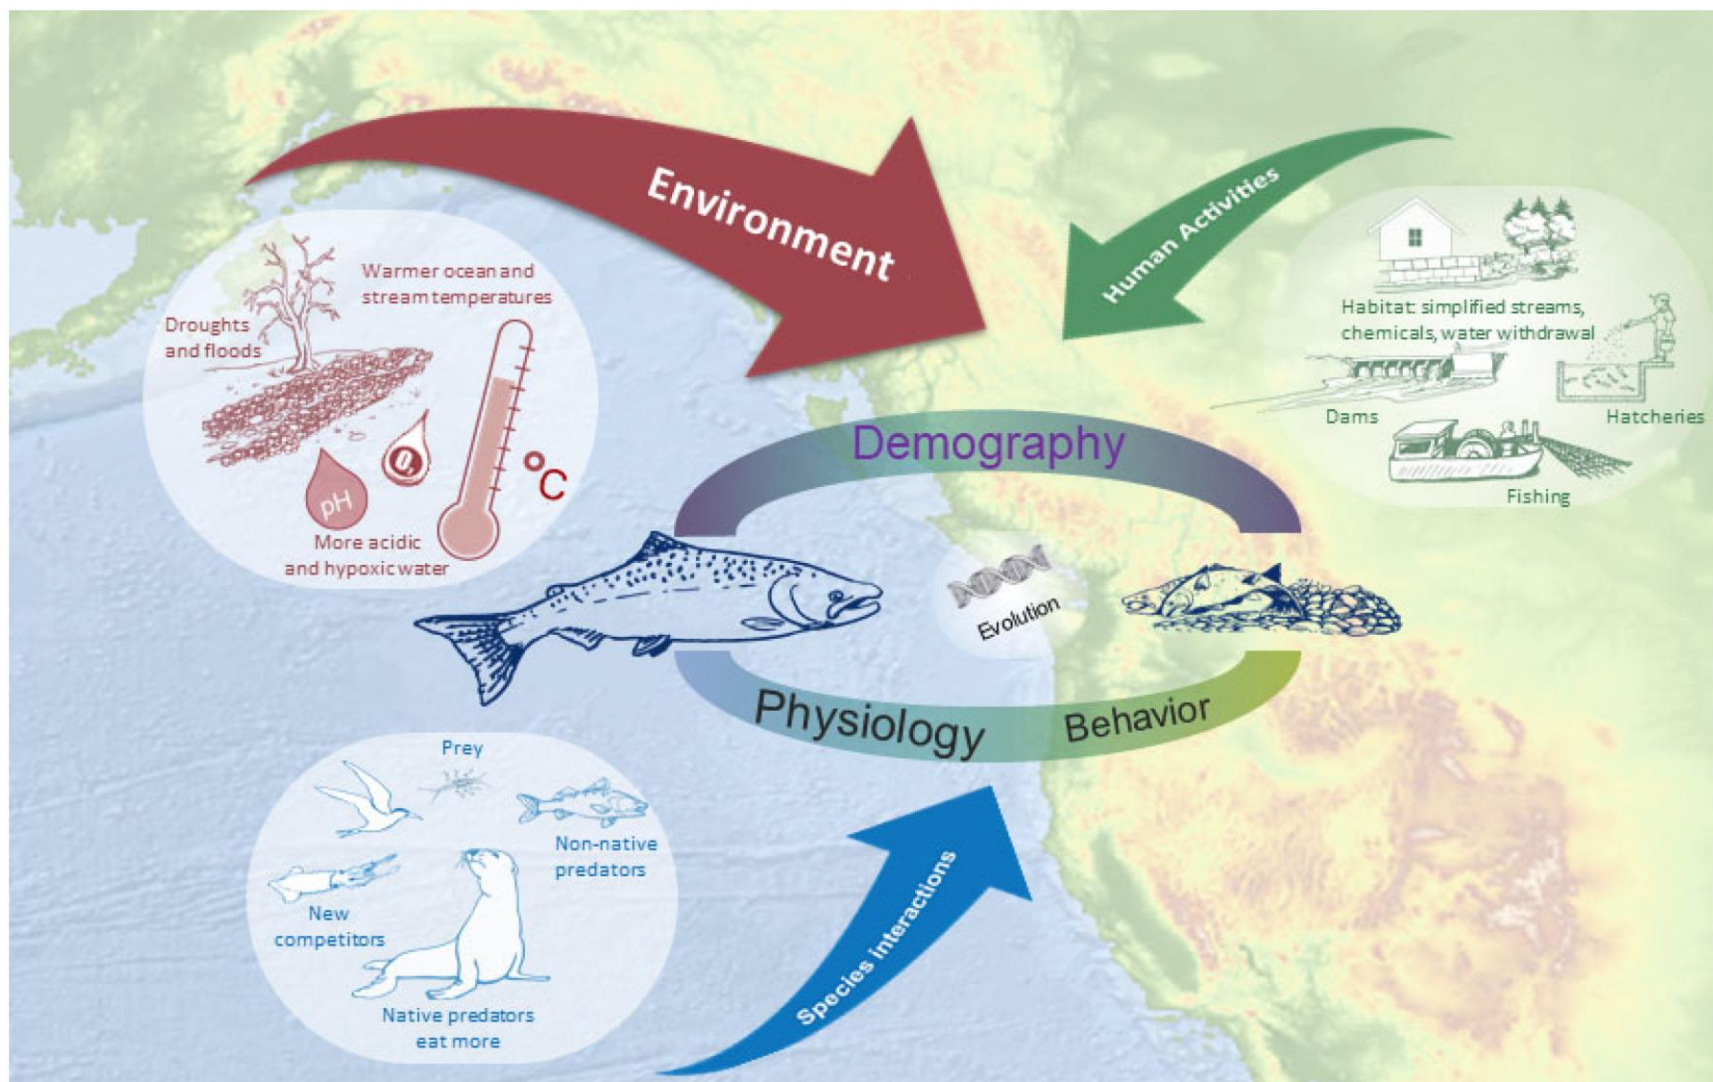 Environment
Human Activities
Warmer ocean and
stream temperatures
Droughts
and floods
O₂
pH
°C
More acidic
and hypoxic water
Habitat: simplified streams,
chemicals, water withdrawal
Dams
Hatcheries
Fishing
Demography
Evolution
Physiology
Behavior
Prey
Non-native
predators
New
competitors
Native predators
eat more
Species interactions